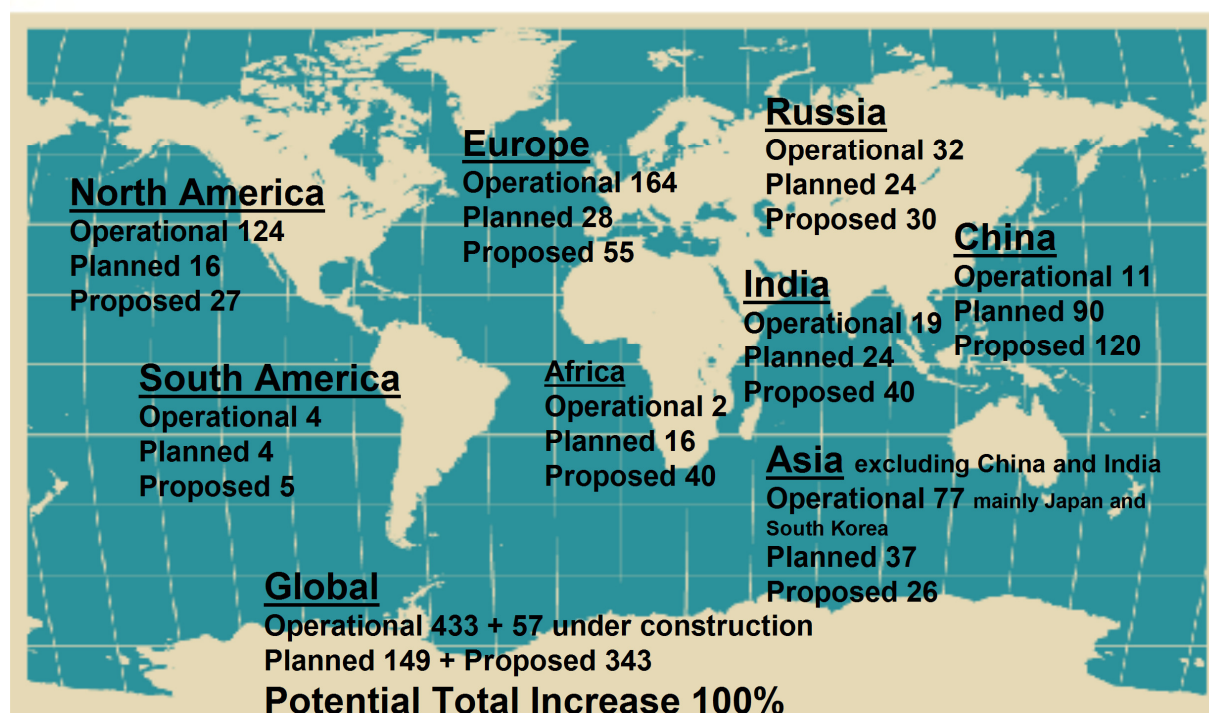 North America
Operational 124
Planned 16
Proposed 27
Europe
Operational 164
Planned 28
Proposed 55
Russia
Operational 32
Planned 24
Proposed 30
China
Operational 11
Planned 90
Proposed 120
India
Operational 19
Planned 24
Proposed 40
South America
Operational 4
Planned 4
Proposed 5
Africa
Operational 2
Planned 16
Proposed 40
Asia excluding China and India
Operational 77 mainly Japan and
South Korea
Planned 37
Proposed 26
Global
Operational 433 + 57 under construction
Planned 149 + Proposed 343
Potential Total Increase 100%